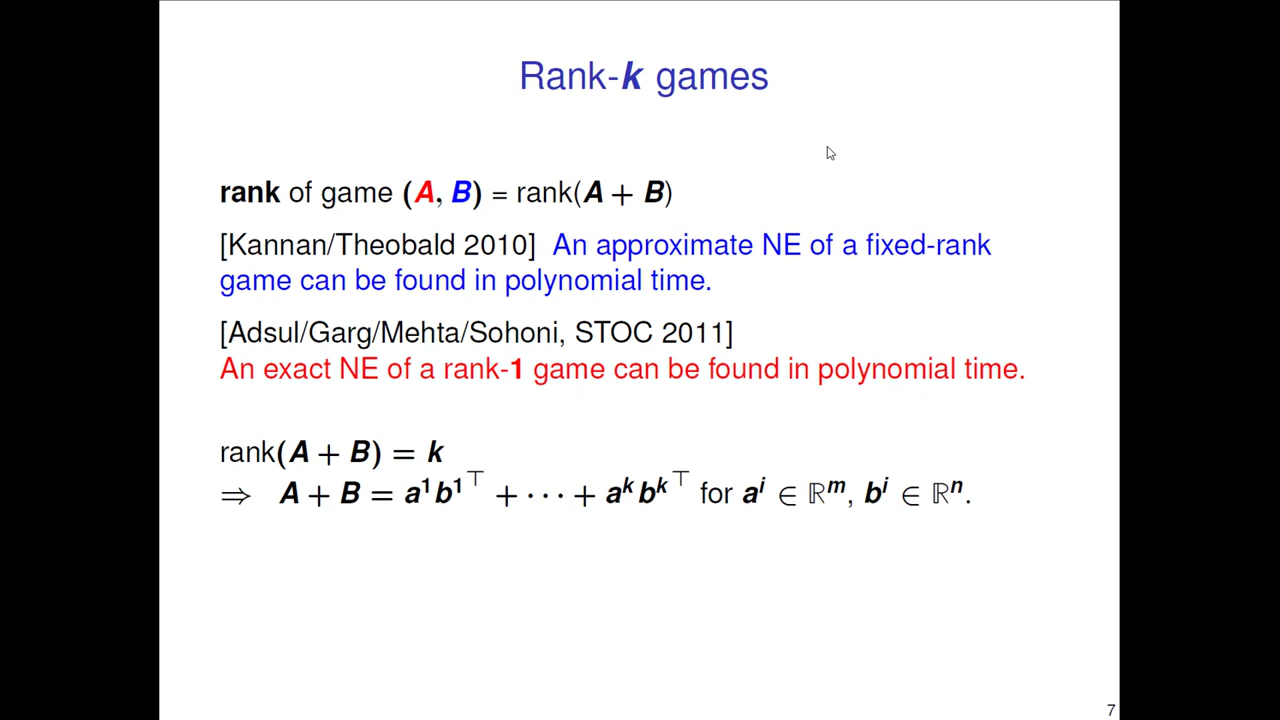 Rank-k games
rank of game (A, B) = rank(A + B)
[Kannan/Theobald 2010] An approximate NE of a fixed-rank
game can be found in polynomial time.
[Adsul/Garg/Mehta/Sohoni, STOC 2011]
An exact NE of a rank-1 game can be found in polynomial time.
rank(A + B) = k
⇒ A + B = a¹b¹⊤ + ⋯ + aᵏbᵏ⊤ for aⁱ ∈ ℝᵐ, bⁱ ∈ ℝⁿ.
7